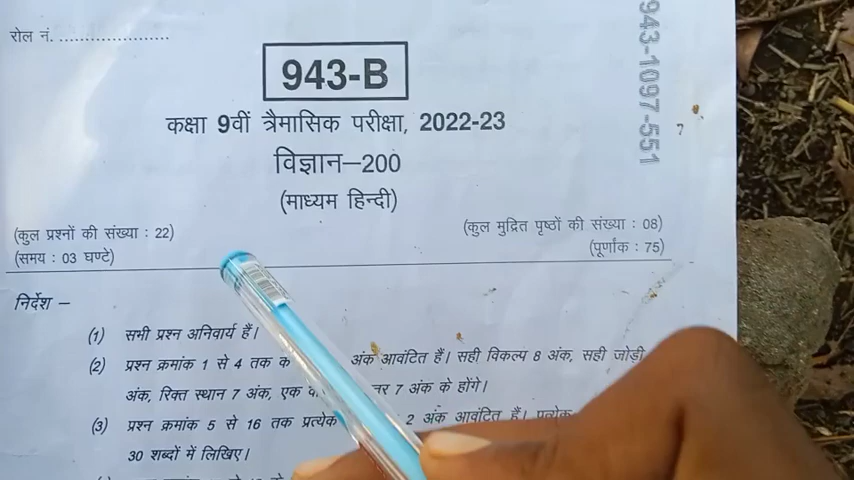 रोल नं. ......................
943-B
943-1097-551
कक्षा 9वीं त्रैमासिक परीक्षा, 2022-23
विज्ञान–200
(माध्यम हिन्दी)
(कुल प्रश्नों की संख्या : 22)
(कुल मुद्रित पृष्ठों की संख्या : 08)
(समय : 03 घण्टे)
(पूर्णांक : 75)
निर्देश –
(1) सभी प्रश्न अनिवार्य हैं।
(2) प्रश्न क्रमांक 1 से 4 तक अंक आवंटित हैं। सही विकल्प 8 अंक, सही जोड़ी
अंक, रिक्त स्थान 7 अंक, एक 7 अंक के होंगे।
(3) प्रश्न क्रमांक 5 से 16 तक प्रत्येक 2 अंक आवंटित हैं। प्रत्येक
30 शब्दों में लिखिए।